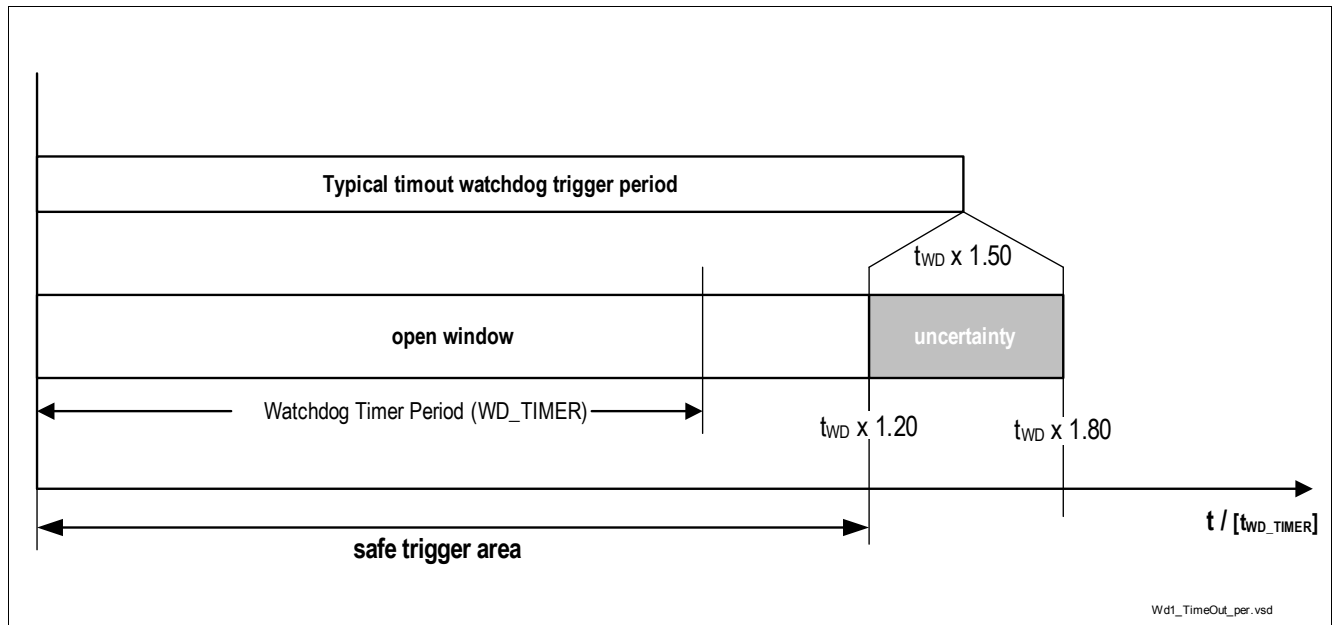 Typical timout watchdog trigger period
tWD x 1.50
open window
uncertainty
Watchdog Timer Period (WD_TIMER)
tWD x 1.20
tWD x 1.80
t / [tWD_TIMER]
safe trigger area
Wd1_TimeOut_per.vsd